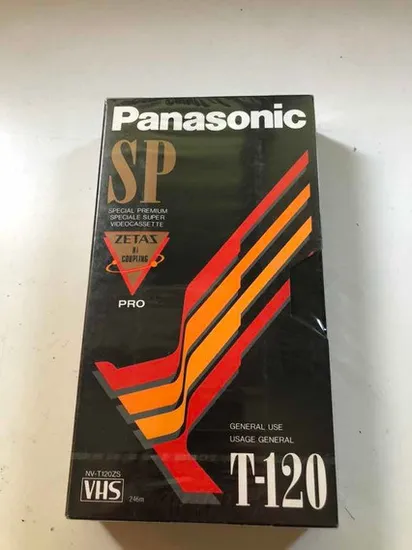 Panasonic
SP
SPECIAL PREMIUM
SPECIALE SUPER
VIDEOCASSETTE
ZETAS
Hi
COUPLING
PRO
GENERAL USE
USAGE GENERAL
NV-T120ZS
VHS
246m
T-120